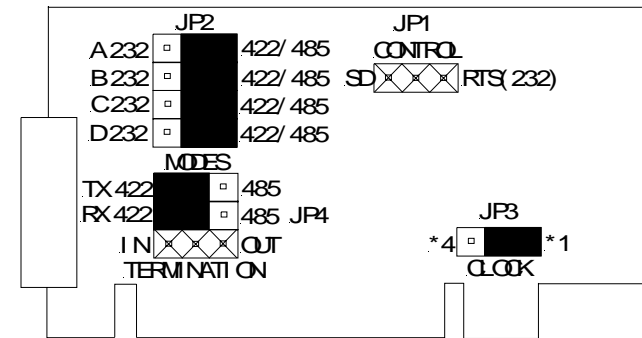 JP2 JP1
A 232 422/485 CONTROL
B 232 422/485 SD RTS(232)
C 232 422/485
D 232 422/485
MODES
TX 422 485
RX 422 485 JP4 JP3
IN OUT *4 *1
TERMINATION CLOCK